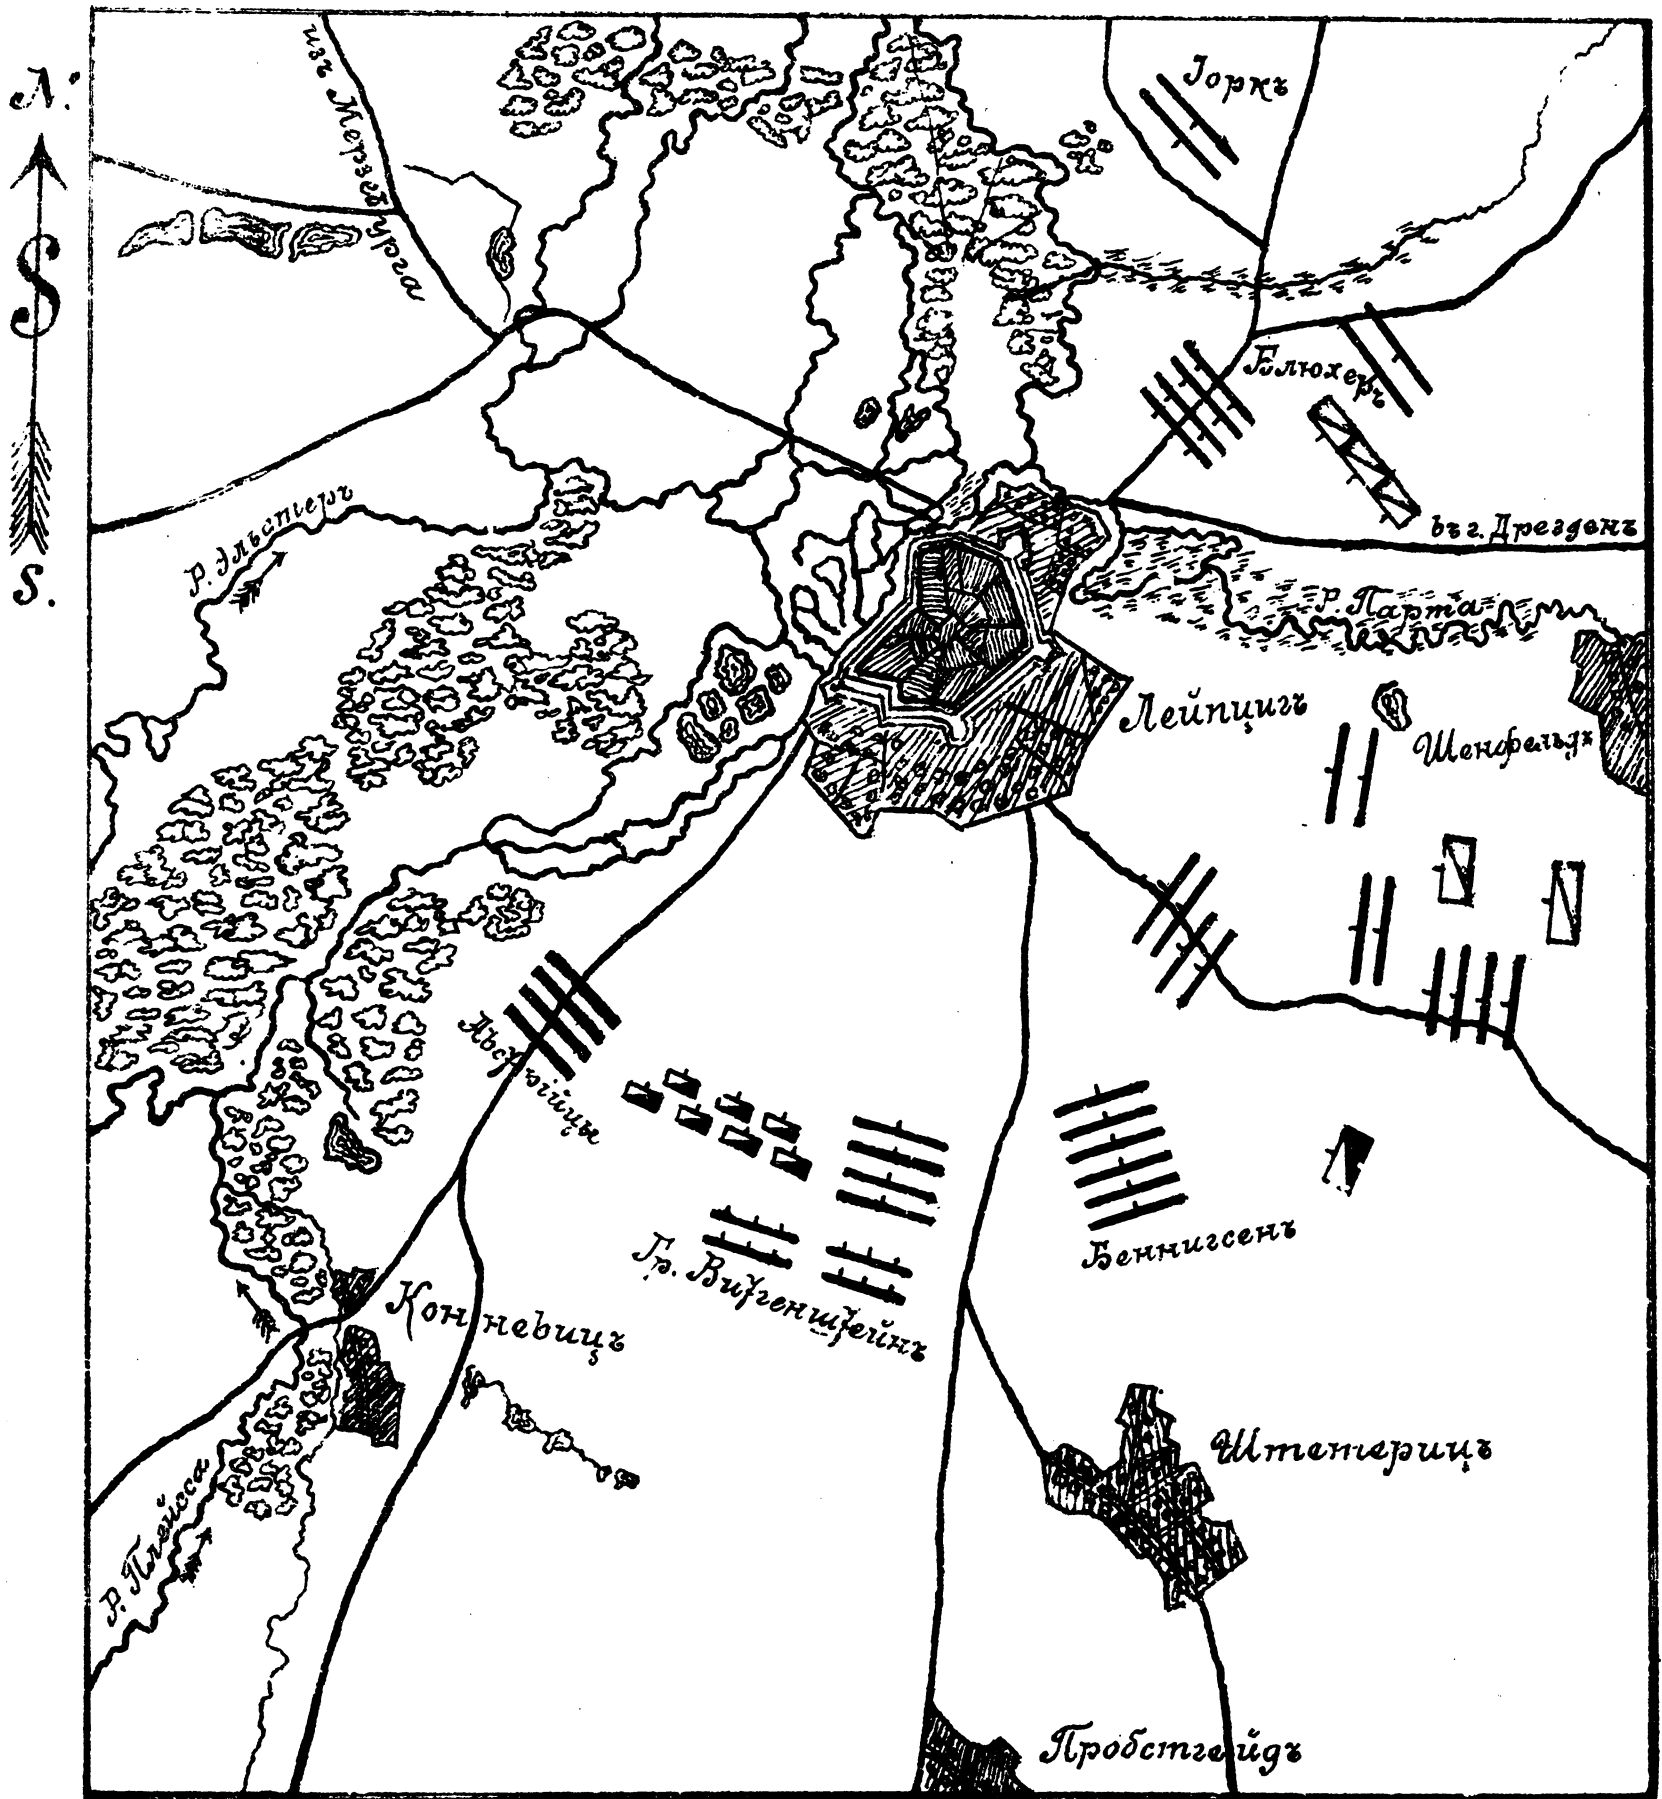 N.
S
S.
изъ Мерзебурга
Іоркъ
Блюхеръ
Р. Эльстеръ
въ г. Дрезденъ
Р. Парта
Лейпцигъ
Шенфельдъ
Австрійцы
Гр. Витгенштейнъ
Беннигсенъ
Конневицъ
Штетерицъ
Р. Плейсса
Пробстгейдъ